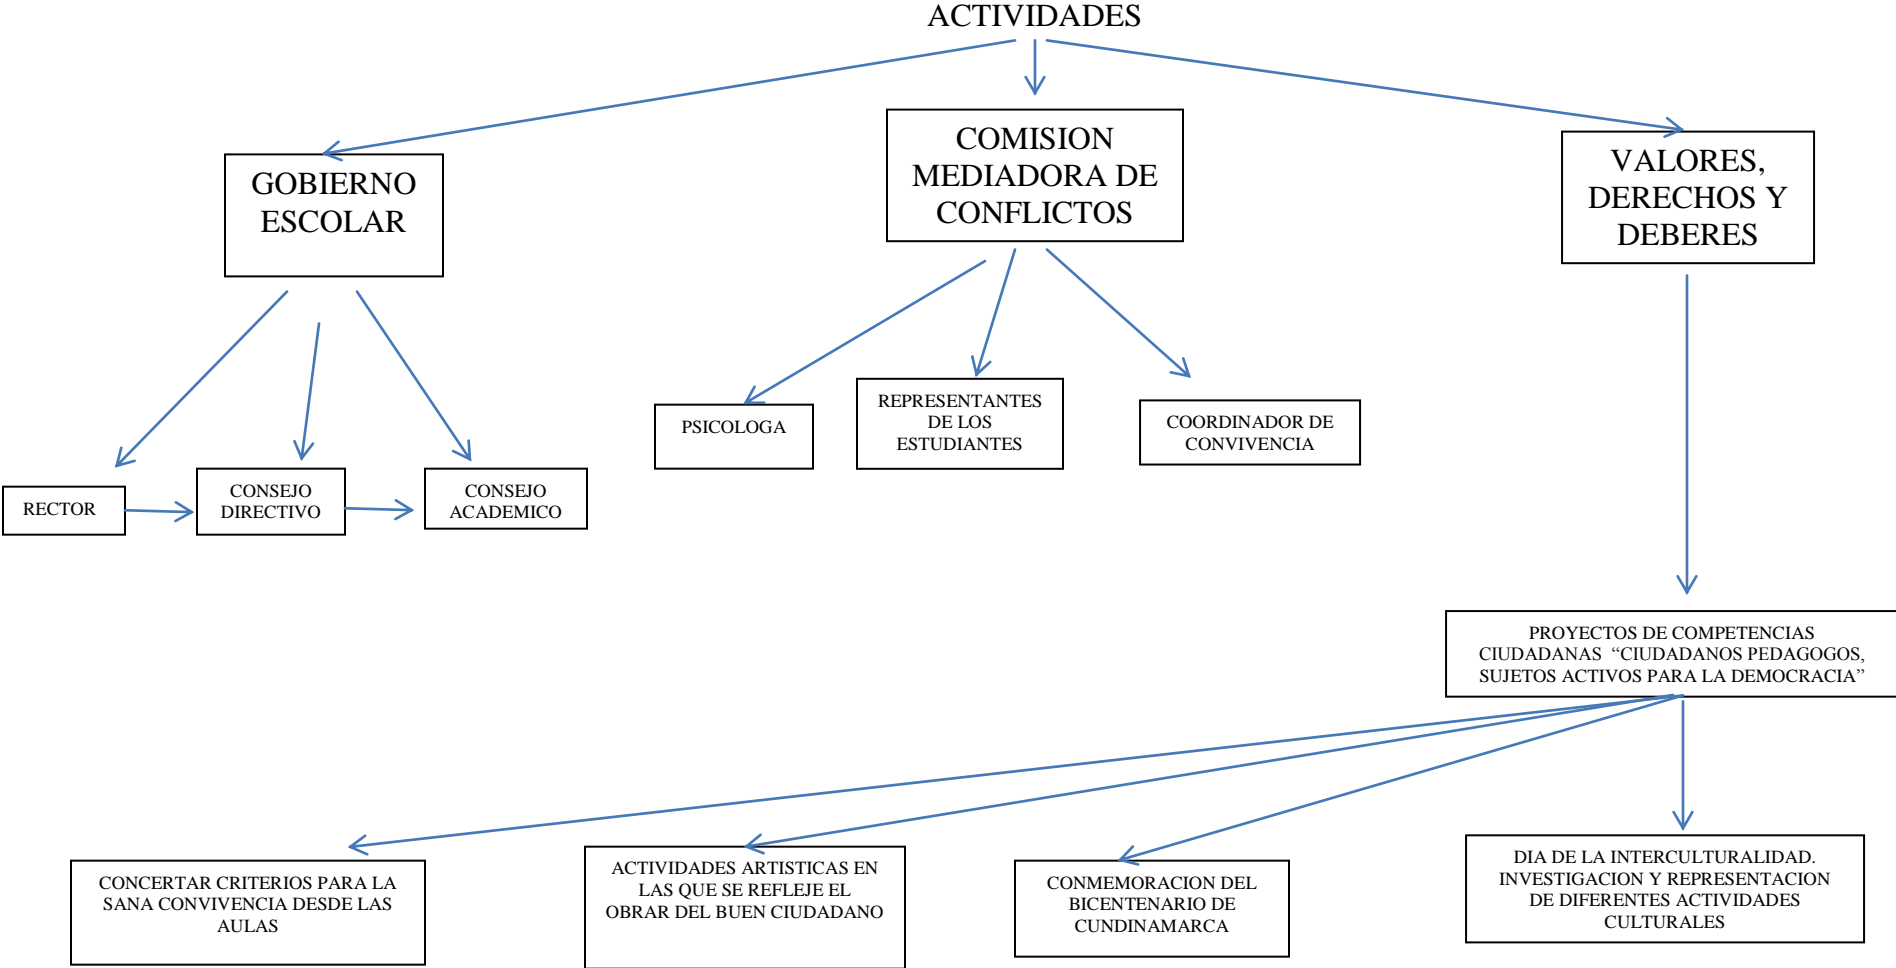 ACTIVIDADES
GOBIERNO
ESCOLAR
COMISION
MEDIADORA DE
CONFLICTOS
VALORES,
DERECHOS Y
DEBERES
RECTOR
CONSEJO
DIRECTIVO
CONSEJO
ACADEMICO
PSICOLOGA
REPRESENTANTES
DE LOS
ESTUDIANTES
COORDINADOR DE
CONVIVENCIA
PROYECTOS DE COMPETENCIAS
CIUDADANAS “CIUDADANOS PEDAGOGOS,
SUJETOS ACTIVOS PARA LA DEMOCRACIA”
CONCERTAR CRITERIOS PARA LA
SANA CONVIVENCIA DESDE LAS
AULAS
ACTIVIDADES ARTISTICAS EN
LAS QUE SE REFLEJE EL
OBRAR DEL BUEN CIUDADANO
CONMEMORACION DEL
BICENTENARIO DE
CUNDINAMARCA
DIA DE LA INTERCULTURALIDAD.
INVESTIGACION Y REPRESENTACION
DE DIFERENTES ACTIVIDADES
CULTURALES